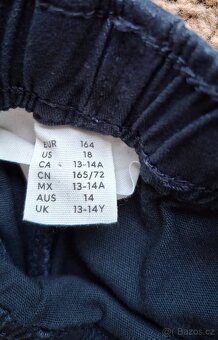 EUR 164
US 18
CA 13-14A
CN 165/72
MX 13-14A
AUS 14
UK 13-14Y
Bazos.cz